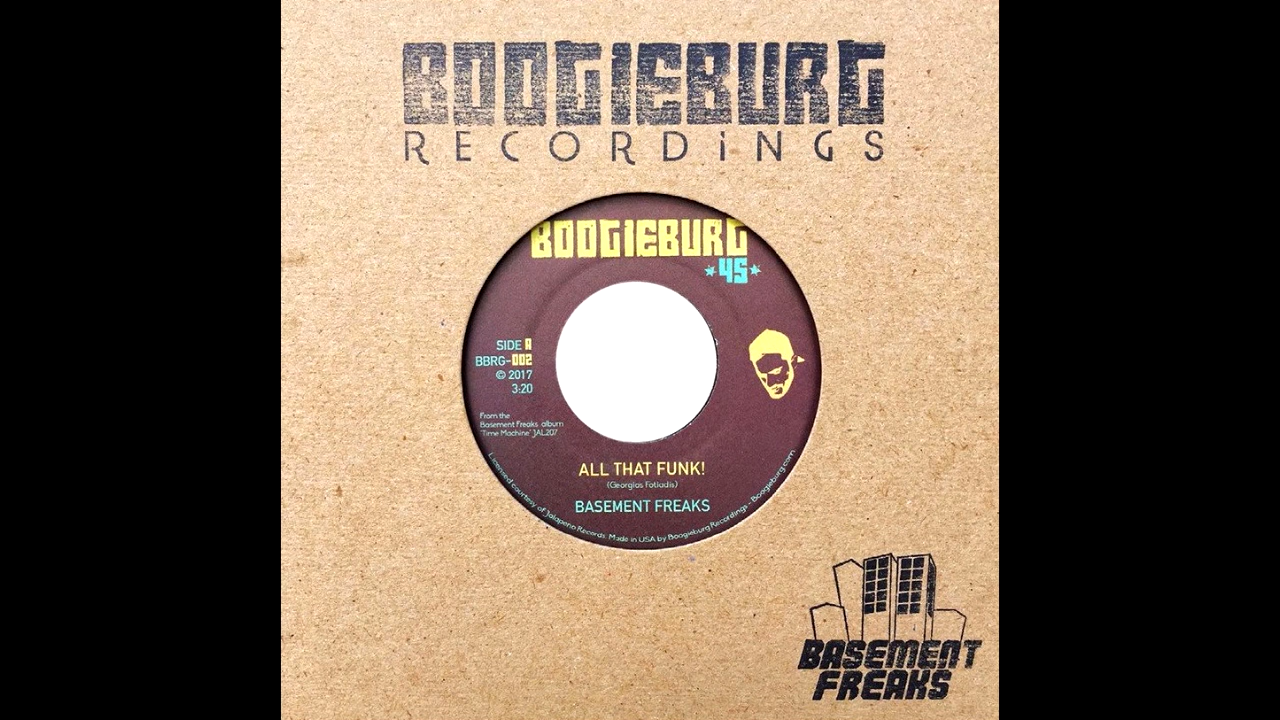 BOOGIEBURG
RECORDiNGS
BOOGIEBURG
45
SIDE A
BBRG-002
© 2017
3:20
From the
Basement Freaks album
'Time Machine' JAL207
ALL THAT FUNK!
(Georgios Fotiadis)
BASEMENT FREAKS
Licensed courtesy of Jalapeno Records. Made in USA by Boogieburg Recordings - Boogieburg.com
BASEMENT
FREAKS